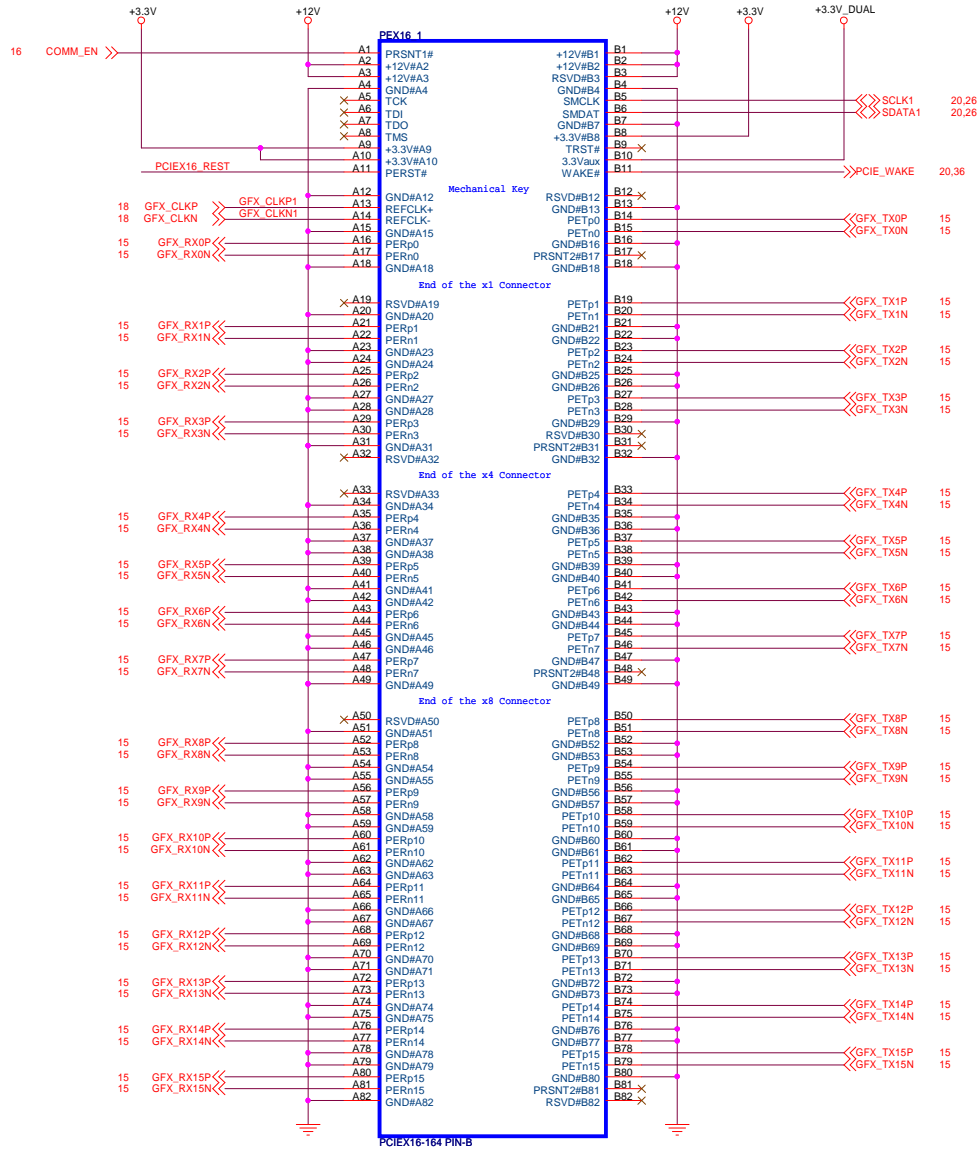 +3.3V +12V +12V +3.3V +3.3V_DUAL
PEX16_1
16 COMM_EN A1 PRSNT1# +12V#B1 B1
A2 +12V#A2 +12V#B2 B2
A3 +12V#A3 RSVD#B3 B3
A4 GND#A4 GND#B4 B4
A5 TCK SMCLK B5 SCLK1 20,26
A6 TDI SMDAT B6 SDATA1 20,26
A7 TDO GND#B7 B7
A8 TMS +3.3V#B8 B8
A9 +3.3V#A9 TRST# B9
A10 +3.3V#A10 3.3Vaux B10
PCIEX16_REST A11 PERST# WAKE# B11 PCIE_WAKE 20,36
Mechanical Key
A12 GND#A12 RSVD#B12 B12
18 GFX_CLKP GFX_CLKP1 A13 REFCLK+ GND#B13 B13
18 GFX_CLKN GFX_CLKN1 A14 REFCLK- PETp0 B14 GFX_TX0P 15
A15 GND#A15 PETn0 B15 GFX_TX0N 15
15 GFX_RX0P A16 PERp0 GND#B16 B16
15 GFX_RX0N A17 PERn0 PRSNT2#B17 B17
A18 GND#A18 GND#B18 B18
End of the x1 Connector
A19 RSVD#A19 PETp1 B19 GFX_TX1P 15
A20 GND#A20 PETn1 B20 GFX_TX1N 15
15 GFX_RX1P A21 PERp1 GND#B21 B21
15 GFX_RX1N A22 PERn1 GND#B22 B22
A23 GND#A23 PETp2 B23 GFX_TX2P 15
A24 GND#A24 PETn2 B24 GFX_TX2N 15
15 GFX_RX2P A25 PERp2 GND#B25 B25
15 GFX_RX2N A26 PERn2 GND#B26 B26
A27 GND#A27 PETp3 B27 GFX_TX3P 15
A28 GND#A28 PETn3 B28 GFX_TX3N 15
15 GFX_RX3P A29 PERp3 GND#B29 B29
15 GFX_RX3N A30 PERn3 RSVD#B30 B30
A31 GND#A31 PRSNT2#B31 B31
A32 RSVD#A32 GND#B32 B32
End of the x4 Connector
A33 RSVD#A33 PETp4 B33 GFX_TX4P 15
A34 GND#A34 PETn4 B34 GFX_TX4N 15
15 GFX_RX4P A35 PERp4 GND#B35 B35
15 GFX_RX4N A36 PERn4 GND#B36 B36
A37 GND#A37 PETp5 B37 GFX_TX5P 15
A38 GND#A38 PETn5 B38 GFX_TX5N 15
15 GFX_RX5P A39 PERp5 GND#B39 B39
15 GFX_RX5N A40 PERn5 GND#B40 B40
A41 GND#A41 PETp6 B41 GFX_TX6P 15
A42 GND#A42 PETn6 B42 GFX_TX6N 15
15 GFX_RX6P A43 PERp6 GND#B43 B43
15 GFX_RX6N A44 PERn6 GND#B44 B44
A45 GND#A45 PETp7 B45 GFX_TX7P 15
A46 GND#A46 PETn7 B46 GFX_TX7N 15
15 GFX_RX7P A47 PERp7 GND#B47 B47
15 GFX_RX7N A48 PERn7 PRSNT2#B48 B48
A49 GND#A49 GND#B49 B49
End of the x8 Connector
A50 RSVD#A50 PETp8 B50 GFX_TX8P 15
A51 GND#A51 PETn8 B51 GFX_TX8N 15
15 GFX_RX8P A52 PERp8 GND#B52 B52
15 GFX_RX8N A53 PERn8 GND#B53 B53
A54 GND#A54 PETp9 B54 GFX_TX9P 15
A55 GND#A55 PETn9 B55 GFX_TX9N 15
15 GFX_RX9P A56 PERp9 GND#B56 B56
15 GFX_RX9N A57 PERn9 GND#B57 B57
A58 GND#A58 PETp10 B58 GFX_TX10P 15
A59 GND#A59 PETn10 B59 GFX_TX10N 15
15 GFX_RX10P A60 PERp10 GND#B60 B60
15 GFX_RX10N A61 PERn10 GND#B61 B61
A62 GND#A62 PETp11 B62 GFX_TX11P 15
A63 GND#A63 PETn11 B63 GFX_TX11N 15
15 GFX_RX11P A64 PERp11 GND#B64 B64
15 GFX_RX11N A65 PERn11 GND#B65 B65
A66 GND#A66 PETp12 B66 GFX_TX12P 15
A67 GND#A67 PETn12 B67 GFX_TX12N 15
15 GFX_RX12P A68 PERp12 GND#B68 B68
15 GFX_RX12N A69 PERn12 GND#B69 B69
A70 GND#A70 PETp13 B70 GFX_TX13P 15
A71 GND#A71 PETn13 B71 GFX_TX13N 15
15 GFX_RX13P A72 PERp13 GND#B72 B72
15 GFX_RX13N A73 PERn13 GND#B73 B73
A74 GND#A74 PETp14 B74 GFX_TX14P 15
A75 GND#A75 PETn14 B75 GFX_TX14N 15
15 GFX_RX14P A76 PERp14 GND#B76 B76
15 GFX_RX14N A77 PERn14 GND#B77 B77
A78 GND#A78 PETp15 B78 GFX_TX15P 15
A79 GND#A79 PETn15 B79 GFX_TX15N 15
15 GFX_RX15P A80 PERp15 GND#B80 B80
15 GFX_RX15N A81 PERn15 PRSNT2#B81 B81
A82 GND#A82 RSVD#B82 B82
PCIEX16-164 PIN-B